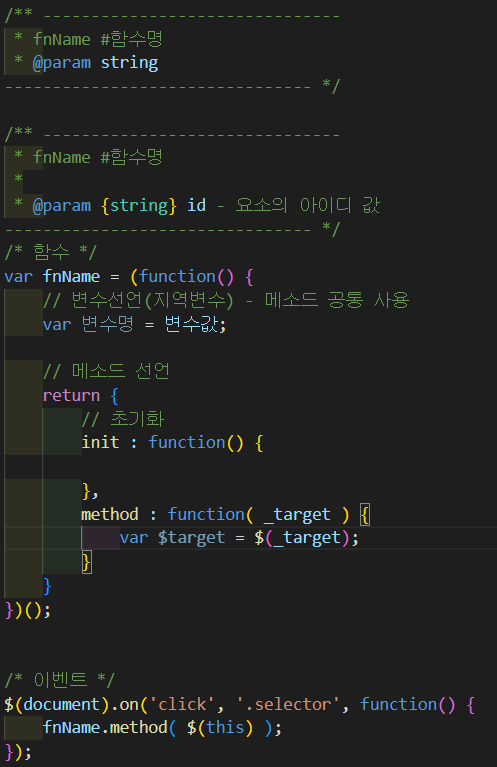 /** -------------------------------
 * fnName #함수명
 * @param string
-------------------------------- */
/** -------------------------------
 * fnName #함수명
 *
 * @param {string} id - 요소의 아이디 값
-------------------------------- */
/* 함수 */
var fnName = (function() {
    // 변수선언(지역변수) - 메소드 공통 사용
    var 변수명 = 변수값;
    // 메소드 선언
    return {
        // 초기화
        init : function() {
        },
        method : function( _target ) {
            var $target = $(_target);
        }
    }
})();
/* 이벤트 */
$(document).on('click', '.selector', function() {
    fnName.method( $(this) );
});